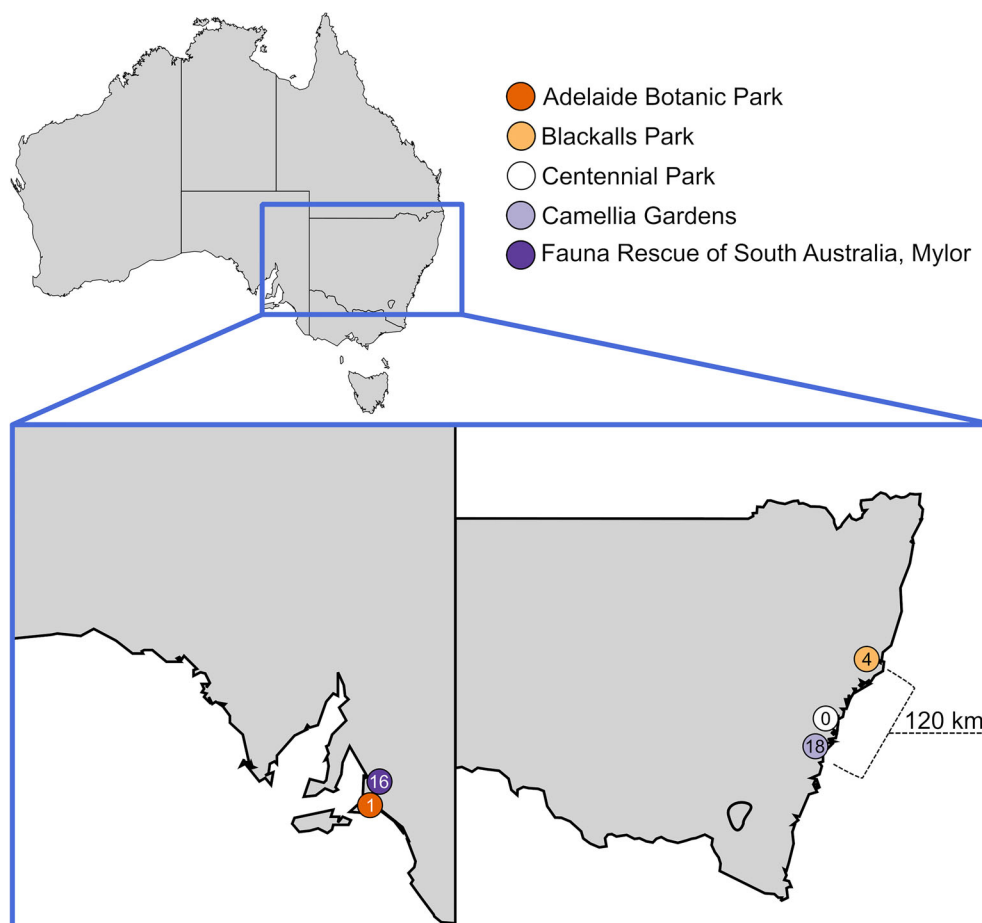 Adelaide Botanic Park
Blackalls Park
Centennial Park
Camellia Gardens
Fauna Rescue of South Australia, Mylor
4
0
120 km
18
16
1